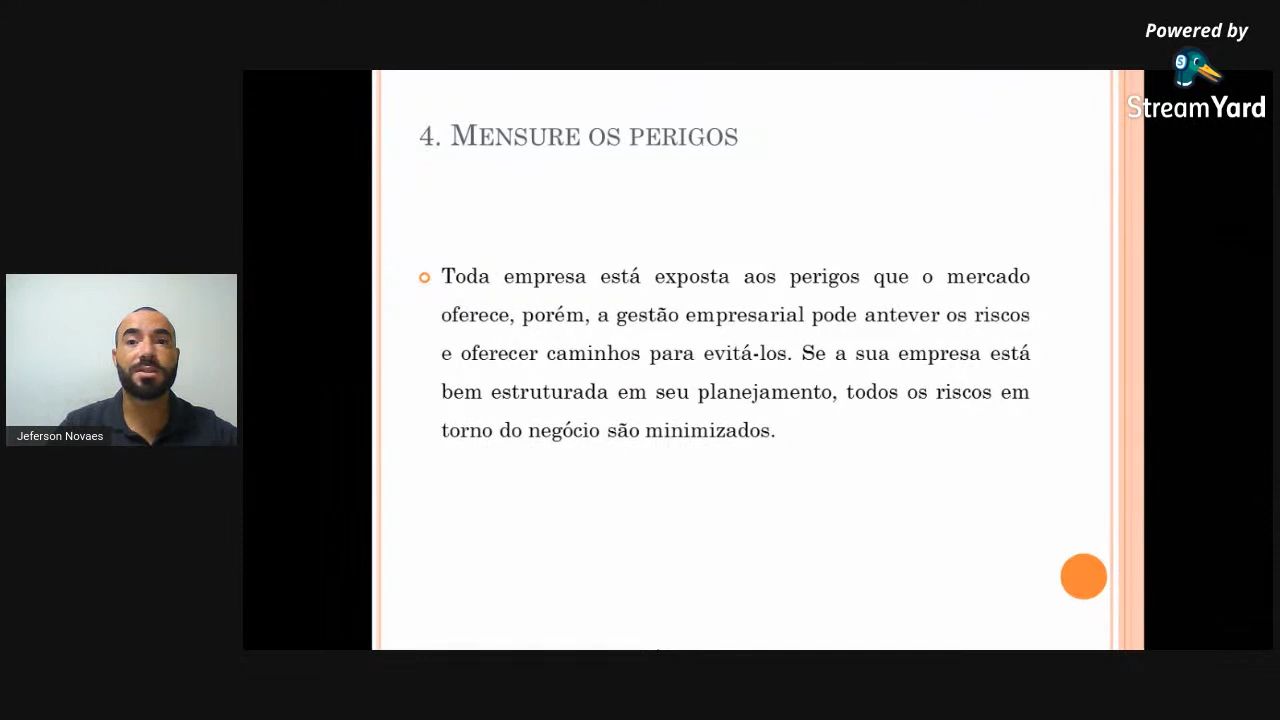 Powered by
StreamYard
4. Mensure os perigos
Toda empresa está exposta aos perigos que o mercado
oferece, porém, a gestão empresarial pode antever os riscos
e oferecer caminhos para evitá-los. Se a sua empresa está
bem estruturada em seu planejamento, todos os riscos em
torno do negócio são minimizados.
Jeferson Novaes